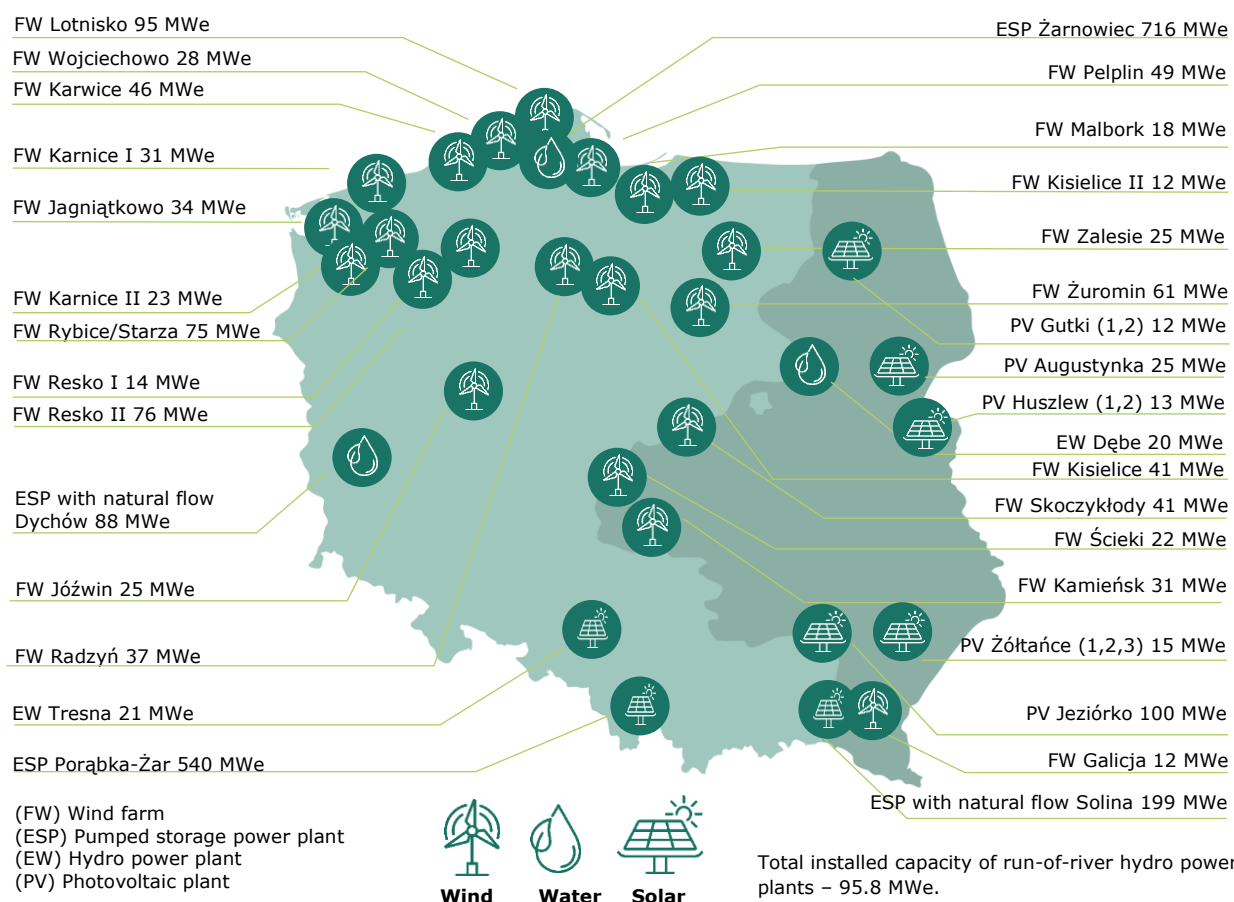 FW Lotnisko 95 MWe
FW Wojciechowo 28 MWe
FW Karwice 46 MWe
FW Karnice I 31 MWe
FW Jagniątkowo 34 MWe
FW Karnice II 23 MWe
FW Rybice/Starza 75 MWe
FW Resko I 14 MWe
FW Resko II 76 MWe
ESP with natural flow
Dychów 88 MWe
FW Jóźwin 25 MWe
FW Radzyń 37 MWe
EW Tresna 21 MWe
ESP Porąbka-Żar 540 MWe
ESP Żarnowiec 716 MWe
FW Pelplin 49 MWe
FW Malbork 18 MWe
FW Kisielice II 12 MWe
FW Zalesie 25 MWe
FW Żuromin 61 MWe
PV Gutki (1,2) 12 MWe
PV Augustynka 25 MWe
PV Huszlew (1,2) 13 MWe
EW Dębe 20 MWe
FW Kisielice 41 MWe
FW Skoczykłody 41 MWe
FW Ścieki 22 MWe
FW Kamieńsk 31 MWe
PV Żółtańce (1,2,3) 15 MWe
PV Jeziórko 100 MWe
FW Galicja 12 MWe
ESP with natural flow Solina 199 MWe
(FW) Wind farm
(ESP) Pumped storage power plant
(EW) Hydro power plant
(PV) Photovoltaic plant
Wind Water Solar
Total installed capacity of run-of-river hydro power
plants – 95.8 MWe.